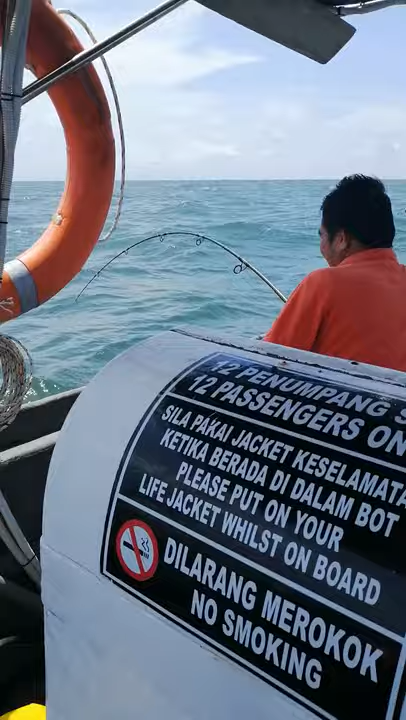 12 PENUMPANG S
12 PASSENGERS ON
SILA PAKAI JACKET KESELAMATA
KETIKA BERADA DI DALAM BOT
PLEASE PUT ON YOUR
LIFE JACKET WHILST ON BOARD
DILARANG MEROKOK
NO SMOKING